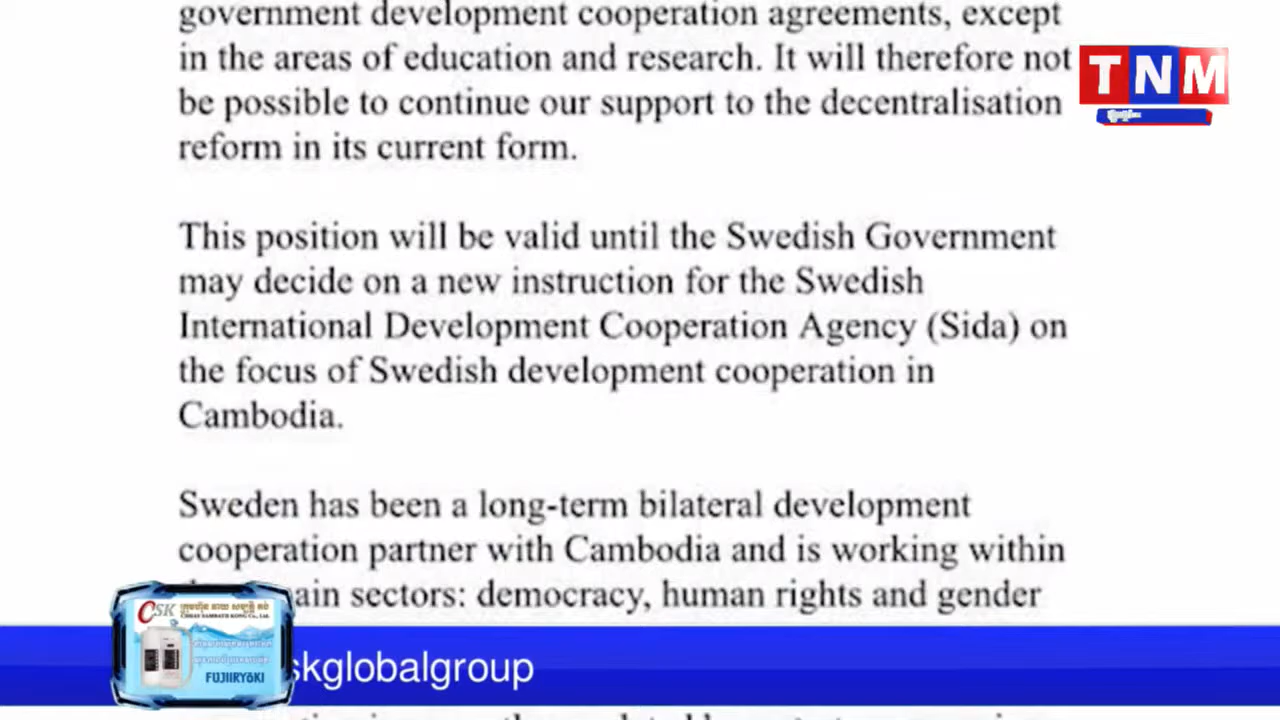 government development cooperation agreements, except
in the areas of education and research. It will therefore not
be possible to continue our support to the decentralisation
reform in its current form.
TNM
This position will be valid until the Swedish Government
may decide on a new instruction for the Swedish
International Development Cooperation Agency (Sida) on
the focus of Swedish development cooperation in
Cambodia.
Sweden has been a long-term bilateral development
cooperation partner with Cambodia and is working within
sectors: democracy, human rights and gender
CSK
FUJIIRYOKI
skglobalgroup